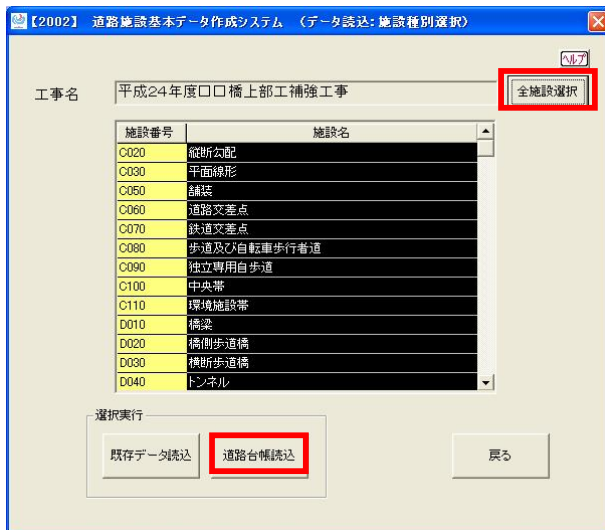 【2002】 道路施設基本データ作成システム （データ読込：施設種別選択）
ヘルプ
工事名 平成24年度口口橋上部工補強工事 全施設選択
施設番号 施設名
C020 縦断勾配
C030 平面線形
C050 舗装
C060 道路交差点
C070 鉄道交差点
C080 歩道及び自転車歩行者道
C090 独立専用自歩道
C100 中央帯
C110 環境施設帯
D010 橋梁
D020 橋側歩道橋
D030 横断歩道橋
D040 トンネル
選択実行
既存データ読込 道路台帳読込 戻る